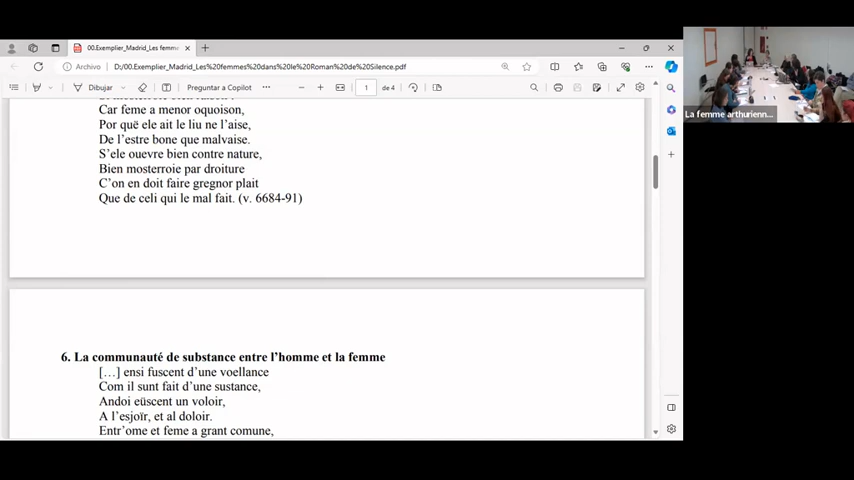 00.Exemplier_Madrid_Les femme
Archivo
D:/00.Exemplier_Madrid_Les%20femmes%20dans%20le%20Roman%20de%20Silence.pdf
Dibujar
Preguntar a Copilot
1
de 4
Car feme a menor oquoison,
Por quë ele ait le liu ne l'aise,
De l'estre bone que malvaise.
S'ele ouevre bien contre nature,
Bien mosterroie par droiture
C'on en doit faire gregnor plait
Que de celi qui le mal fait. (v. 6684-91)
6. La communauté de substance entre l'homme et la femme
[…] ensi fuscent d'une voellance
Com il sunt fait d'une sustance,
Andoi eüscent un voloir,
A l'esjoïr, et al doloir.
Entr'ome et feme a grant comune,
La femme arthurienn...